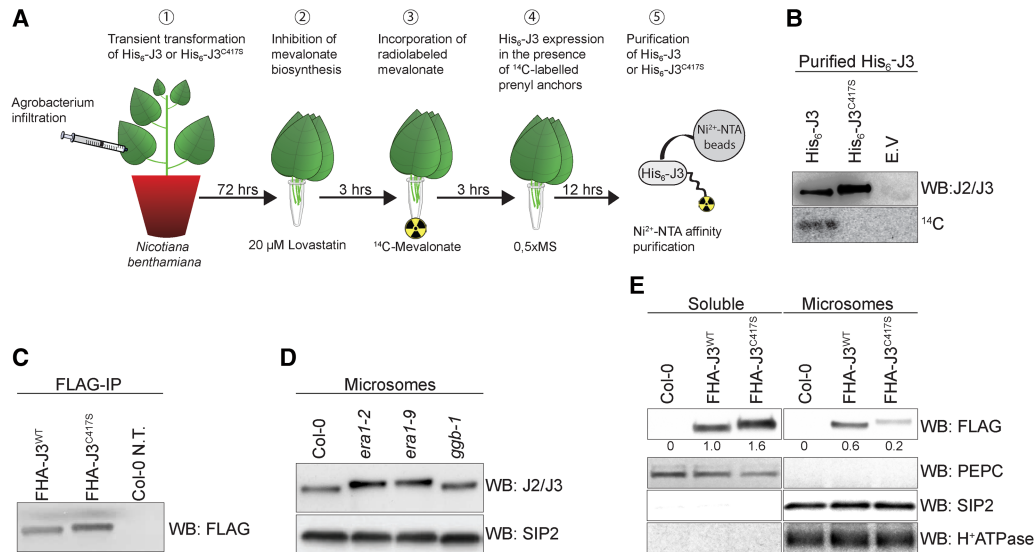 A
①
Transient transformation
of His₆-J3 or His₆-J3ᶜ⁴¹⁷ˢ
②
Inhibition of
mevalonate
biosynthesis
③
Incorporation of
radiolabeled
mevalonate
④
His₆-J3 expression
in the presence
of ¹⁴C-labelled
prenyl anchors
⑤
Purification
of His₆-J3
or His₆-J3ᶜ⁴¹⁷ˢ
Agrobacterium
infiltration
72 hrs
3 hrs
3 hrs
12 hrs
Ni²⁺-NTA
beads
His₆-J3
Nicotiana
benthamiana
20 µM Lovastatin
¹⁴C-Mevalonate
0,5xMS
Ni²⁺-NTA affinity
purification
B
Purified His₆-J3
His₆-J3
His₆-J3ᶜ⁴¹⁷ˢ
E.V
WB:J2/J3
¹⁴C
C
FLAG-IP
FHA-J3ᵂᵀ
FHA-J3ᶜ⁴¹⁷ˢ
Col-0 N.T.
WB: FLAG
D
Microsomes
Col-0
era1-2
era1-9
ggb-1
WB: J2/J3
WB: SIP2
E
Soluble
Microsomes
Col-0
FHA-J3ᵂᵀ
FHA-J3ᶜ⁴¹⁷ˢ
Col-0
FHA-J3ᵂᵀ
FHA-J3ᶜ⁴¹⁷ˢ
WB: FLAG
0 1.0 1.6 0 0.6 0.2
WB: PEPC
WB: SIP2
WB: H⁺ATPase